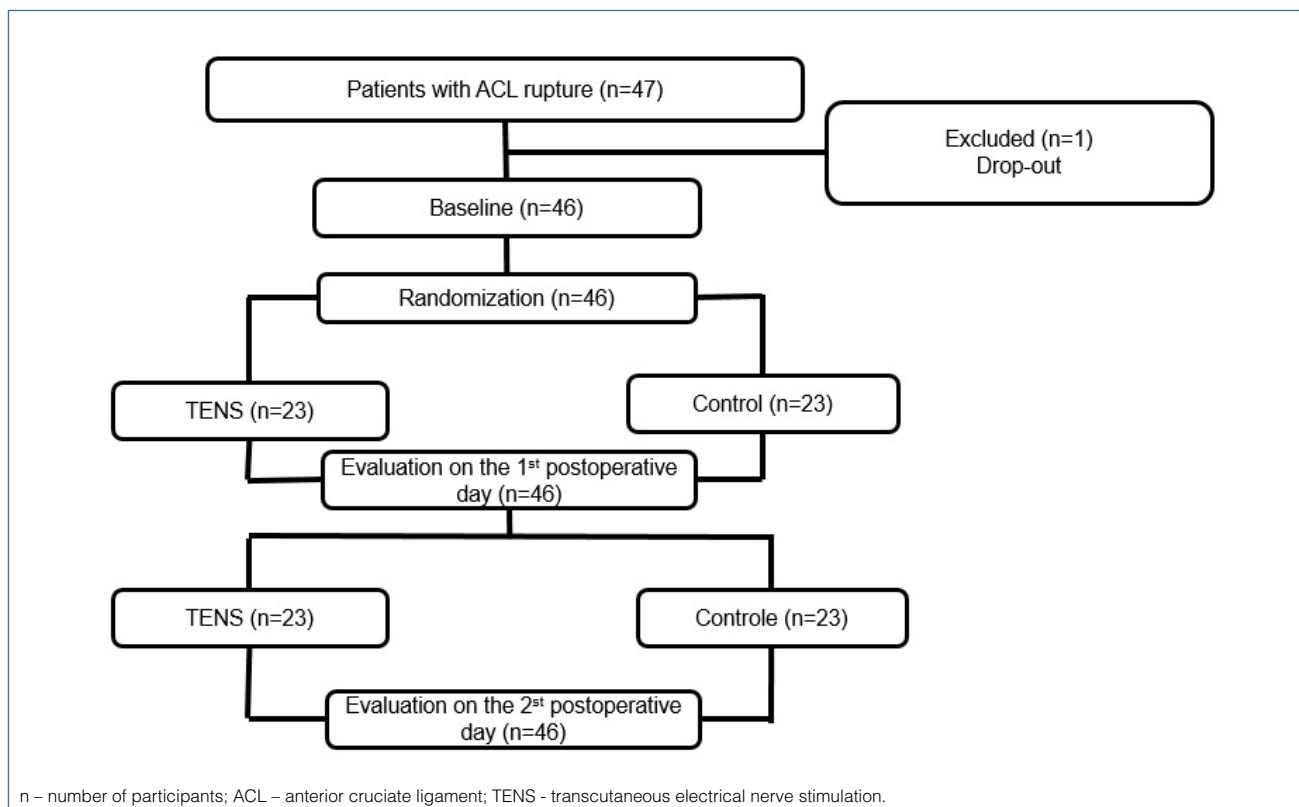 Patients with ACL rupture (n=47)
Excluded (n=1)
Drop-out
Baseline (n=46)
Randomization (n=46)
TENS (n=23)
Control (n=23)
Evaluation on the 1st postoperative
day (n=46)
TENS (n=23)
Controle (n=23)
Evaluation on the 2st postoperative
day (n=46)
n – number of participants; ACL – anterior cruciate ligament; TENS - transcutaneous electrical nerve stimulation.